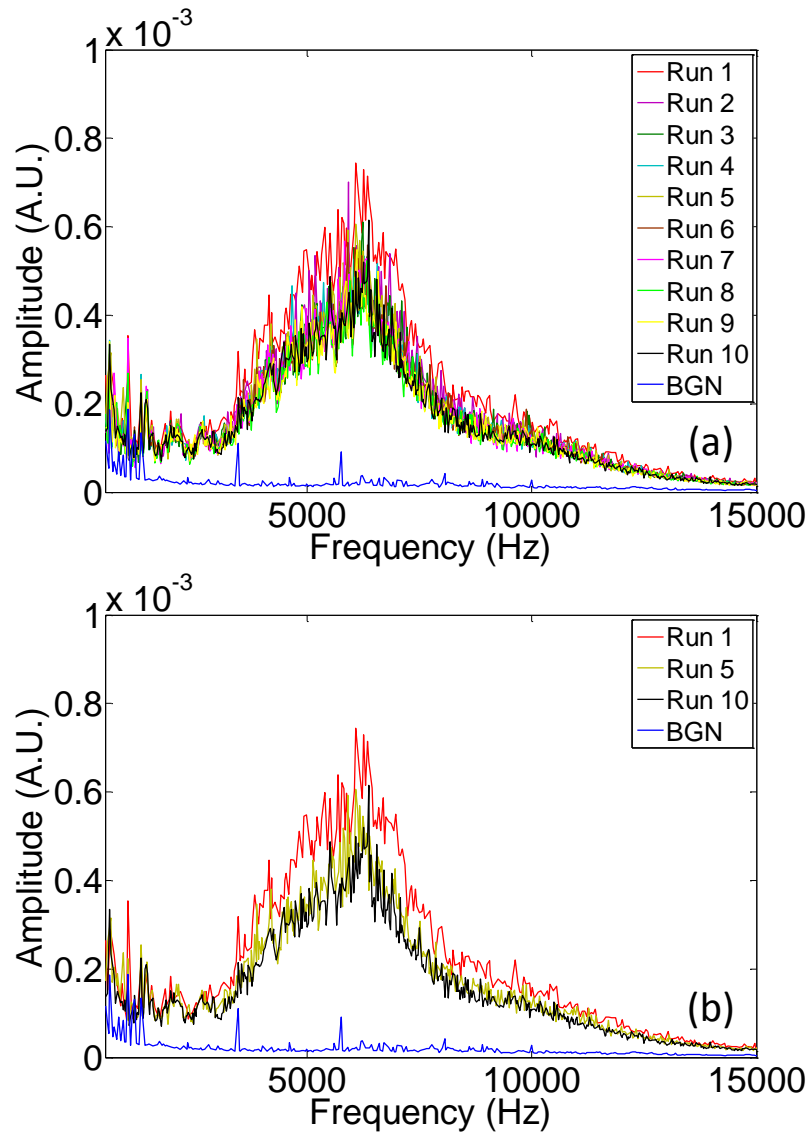 1 x 10-3
0.8
0.6
0.4
0.2
0
Amplitude (A.U.)
Run 1
Run 2
Run 3
Run 4
Run 5
Run 6
Run 7
Run 8
Run 9
Run 10
BGN
(a)
5000 10000 15000
Frequency (Hz)
1 x 10-3
0.8
0.6
0.4
0.2
0
Amplitude (A.U.)
Run 1
Run 5
Run 10
BGN
(b)
5000 10000 15000
Frequency (Hz)